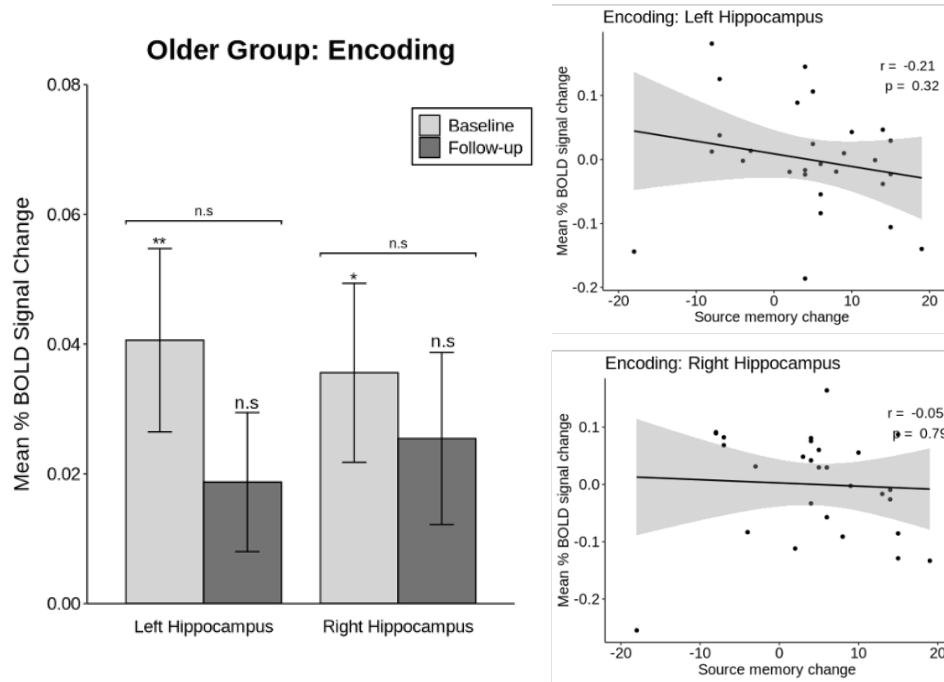 Older Group: Encoding
Mean % BOLD Signal Change
0.08
0.06
0.04
0.02
0.00
Baseline
Follow-up
n.s
**
n.s
n.s
*
n.s
Left Hippocampus
Right Hippocampus
Encoding: Left Hippocampus
r = -0.21
p = 0.32
Mean % BOLD signal change
0.1
0.0
-0.1
-0.2
-20
-10
0
10
20
Source memory change
Encoding: Right Hippocampus
r = -0.05
p = 0.79
Mean % BOLD signal change
0.1
0.0
-0.1
-0.2
-20
-10
0
10
20
Source memory change